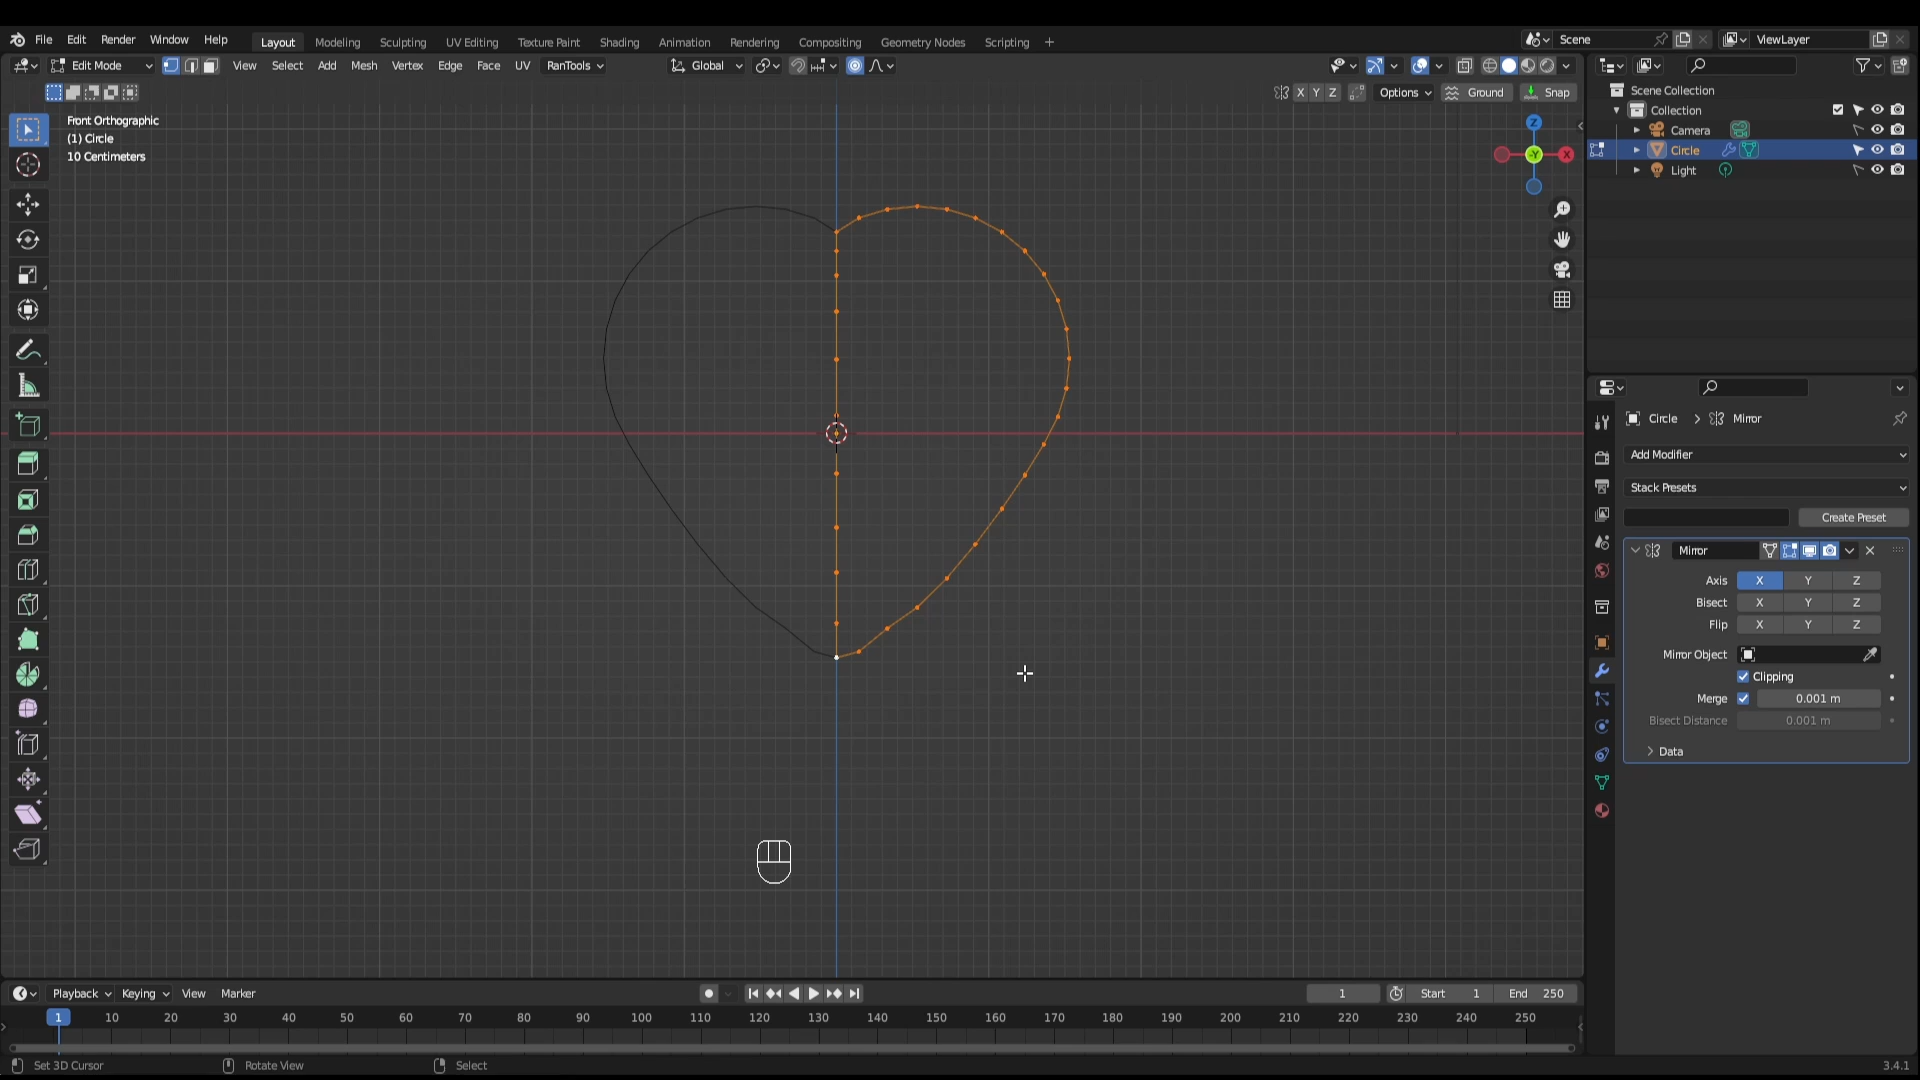 File Edit Render Window Help Layout Modeling Sculpting UV Editing Texture Paint Shading Animation Rendering Compositing Geometry Nodes Scripting + Scene ViewLayer
Edit Mode View Select Add Mesh Vertex Edge Face UV RanTools Global
X Y Z Options Ground Snap
Front Orthographic
(1) Circle
10 Centimeters
Z
-Y
X
Scene Collection
Collection
Camera
Circle
Light
Circle > Mirror
Add Modifier
Stack Presets
Create Preset
Mirror
Axis X Y Z
Bisect X Y Z
Flip X Y Z
Mirror Object
Clipping
Merge 0.001 m
Bisect Distance 0.001 m
> Data
Playback Keying View Marker 1 Start 1 End 250
1 10 20 30 40 50 60 70 80 90 100 110 120 130 140 150 160 170 180 190 200 210 220 230 240 250
Set 3D Cursor Rotate View Select 3.4.1